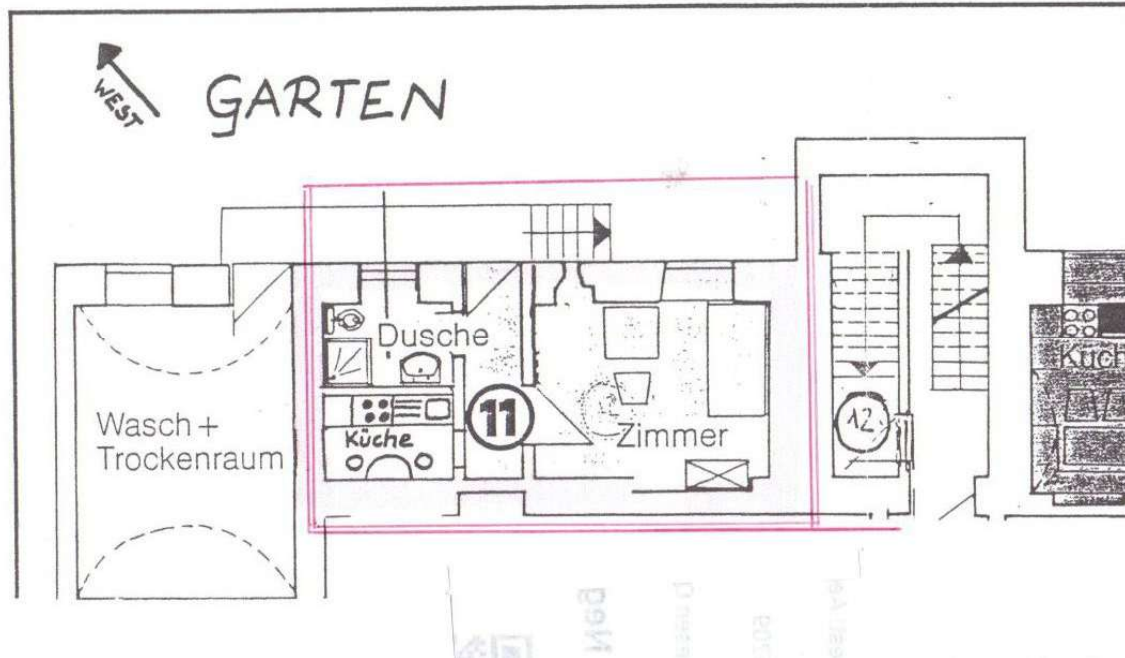 WEST
GARTEN
Dusche
Küche
11
Zimmer
Wasch +
Trockenraum
12
Küch